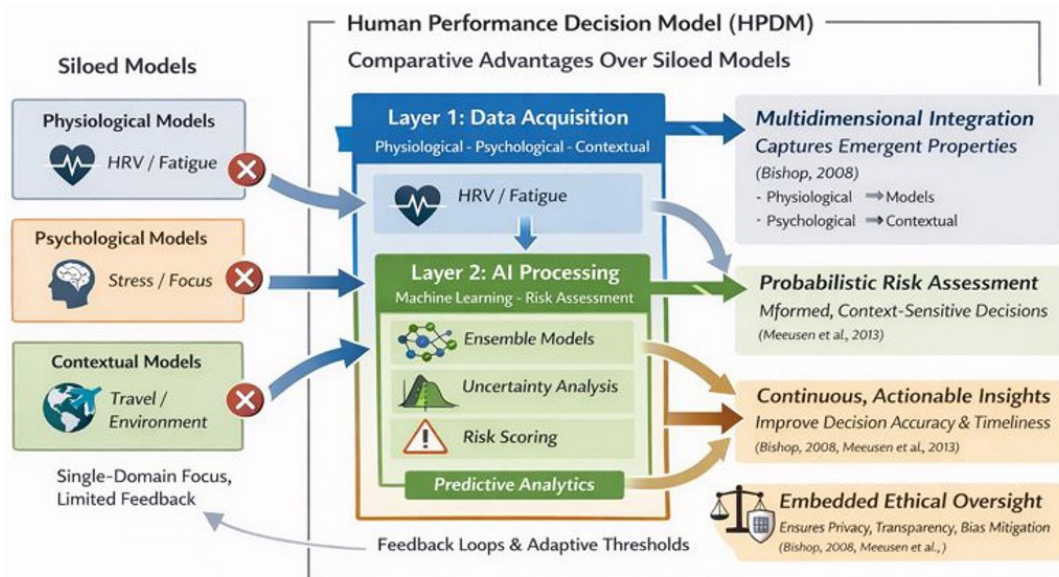 Human Performance Decision Model (HPDM)
Comparative Advantages Over Siloed Models
Siloed Models
Physiological Models
HRV / Fatigue
Psychological Models
Stress / Focus
Contextual Models
Travel /
Environment
Single-Domain Focus,
Limited Feedback
Layer 1: Data Acquisition
Physiological - Psychological - Contextual
HRV / Fatigue
Layer 2: AI Processing
Machine Learning - Risk Assessment
Ensemble Models
Uncertainty Analysis
Risk Scoring
Predictive Analytics
Feedback Loops & Adaptive Thresholds
Multidimensional Integration
Captures Emergent Properties
(Bishop, 2008)
- Physiological ➞ Models
- Psychological ➞ Contextual
Probabilistic Risk Assessment
Mformed, Context-Sensitive Decisions
(Meeusen et al., 2013)
Continuous, Actionable Insights
Improve Decision Accuracy & Timeliness
(Bishop, 2008, Meeusen et al., 2013)
Embedded Ethical Oversight
Ensures Privacy, Transparency, Bias Mitigation
(Bishop, 2008, Meeusen et al., )